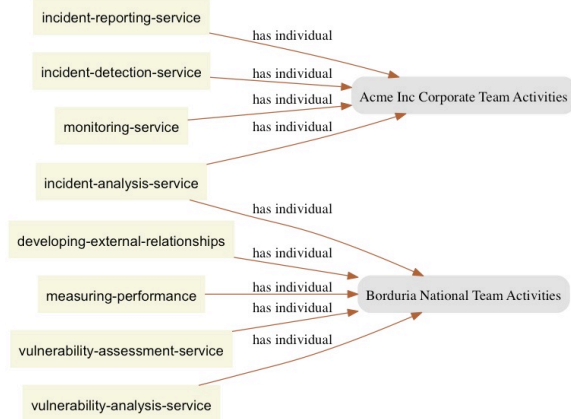 incident-reporting-service
has individual
incident-detection-service
has individual
Acme Inc Corporate Team Activities
has individual
monitoring-service
has individual
incident-analysis-service
has individual
developing-external-relationships
has individual
measuring-performance
has individual
Borduria National Team Activities
has individual
vulnerability-assessment-service
has individual
vulnerability-analysis-service